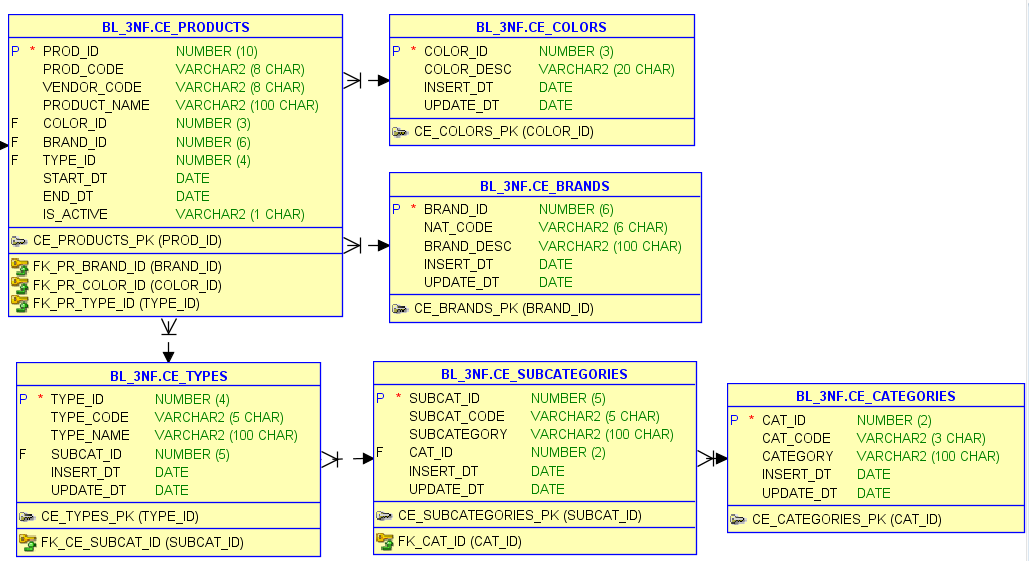 BL_3NF.CE_PRODUCTS
P * PROD_ID NUMBER (10)
PROD_CODE VARCHAR2 (8 CHAR)
VENDOR_CODE VARCHAR2 (8 CHAR)
PRODUCT_NAME VARCHAR2 (100 CHAR)
F COLOR_ID NUMBER (3)
F BRAND_ID NUMBER (6)
F TYPE_ID NUMBER (4)
START_DT DATE
END_DT DATE
IS_ACTIVE VARCHAR2 (1 CHAR)
CE_PRODUCTS_PK (PROD_ID)
FK_PR_BRAND_ID (BRAND_ID)
FK_PR_COLOR_ID (COLOR_ID)
FK_PR_TYPE_ID (TYPE_ID)
BL_3NF.CE_COLORS
P * COLOR_ID NUMBER (3)
COLOR_DESC VARCHAR2 (20 CHAR)
INSERT_DT DATE
UPDATE_DT DATE
CE_COLORS_PK (COLOR_ID)
BL_3NF.CE_BRANDS
P * BRAND_ID NUMBER (6)
NAT_CODE VARCHAR2 (6 CHAR)
BRAND_DESC VARCHAR2 (100 CHAR)
INSERT_DT DATE
UPDATE_DT DATE
CE_BRANDS_PK (BRAND_ID)
BL_3NF.CE_TYPES
P * TYPE_ID NUMBER (4)
TYPE_CODE VARCHAR2 (5 CHAR)
TYPE_NAME VARCHAR2 (100 CHAR)
F SUBCAT_ID NUMBER (5)
INSERT_DT DATE
UPDATE_DT DATE
CE_TYPES_PK (TYPE_ID)
FK_CE_SUBCAT_ID (SUBCAT_ID)
BL_3NF.CE_SUBCATEGORIES
P * SUBCAT_ID NUMBER (5)
SUBCAT_CODE VARCHAR2 (5 CHAR)
SUBCATEGORY VARCHAR2 (100 CHAR)
F CAT_ID NUMBER (2)
INSERT_DT DATE
UPDATE_DT DATE
CE_SUBCATEGORIES_PK (SUBCAT_ID)
FK_CAT_ID (CAT_ID)
BL_3NF.CE_CATEGORIES
P * CAT_ID NUMBER (2)
CAT_CODE VARCHAR2 (3 CHAR)
CATEGORY VARCHAR2 (100 CHAR)
INSERT_DT DATE
UPDATE_DT DATE
CE_CATEGORIES_PK (CAT_ID)